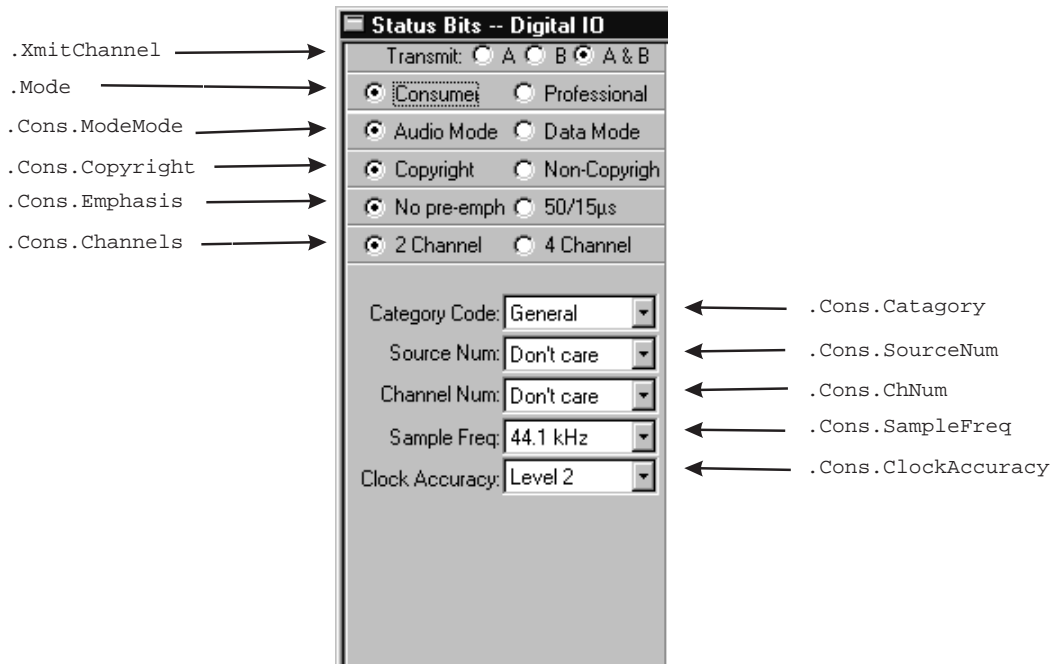 Status Bits -- Digital IO
.XmitChannel
Transmit: A B A & B
.Mode
Consumer Professional
.Cons.ModeMode
Audio Mode Data Mode
.Cons.Copyright
Copyright Non-Copyrigh
.Cons.Emphasis
No pre-emph 50/15µs
.Cons.Channels
2 Channel 4 Channel
Category Code: General
.Cons.Catagory
Source Num: Don't care
.Cons.SourceNum
Channel Num: Don't care
.Cons.ChNum
Sample Freq: 44.1 kHz
.Cons.SampleFreq
Clock Accuracy: Level 2
.Cons.ClockAccuracy